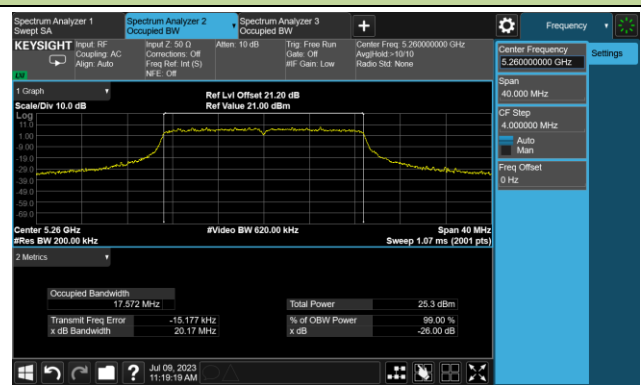 Spectrum Analyzer 1
Swept SA
Spectrum Analyzer 2
Occupied BW
Spectrum Analyzer 3
Occupied BW
Frequency
KEYSIGHT
Input: RF
Coupling: AC
Align: Auto
Input Z: 50 Ω
Corrections: Off
Freq Ref: Int (S)
NFE: Off
Atten: 10 dB
Trig: Free Run
Gate: Off
#IF Gain: Low
Center Freq: 5.260000000 GHz
Avg|Hold:>10/10
Radio Std: None
Center Frequency
5.260000000 GHz
Settings
Span
40.000 MHz
CF Step
4.000000 MHz
Auto
Man
Freq Offset
0 Hz
1 Graph
Scale/Div 10.0 dB
Ref Lvl Offset 21.20 dB
Ref Value 21.00 dBm
Log
11.0
1.00
-9.00
-19.0
-29.0
-39.0
-49.0
-59.0
-69.0
Center 5.26 GHz
#Res BW 200.00 kHz
#Video BW 620.00 kHz
Span 40 MHz
Sweep 1.07 ms (2001 pts)
2 Metrics
Occupied Bandwidth
17.572 MHz
Total Power 25.3 dBm
Transmit Freq Error -15.177 kHz
% of OBW Power 99.00 %
x dB Bandwidth 20.17 MHz
x dB -26.00 dB
Jul 09, 2023
11:19:19 AM